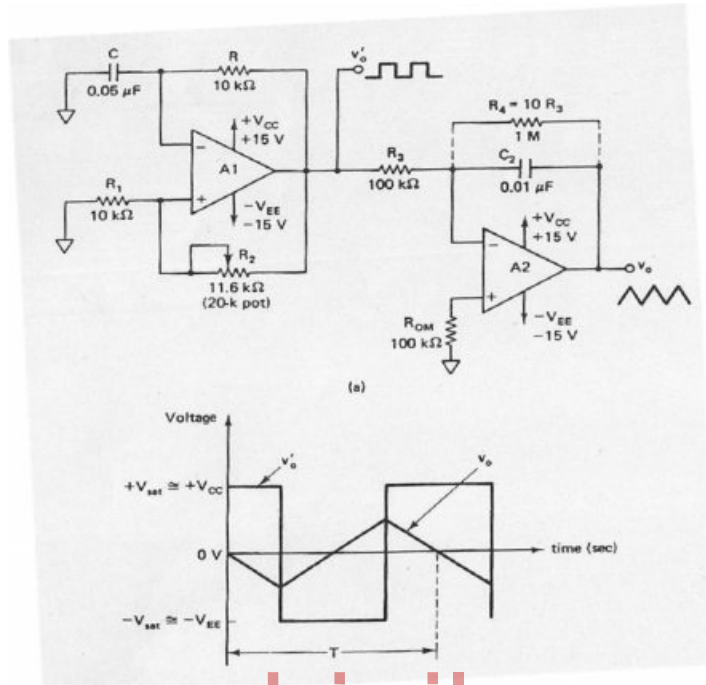 C
0.05 μF
R
10 kΩ
v'o
R4 = 10 R3
1 M
+VCC
+15 V
−
A1
+
R3
100 kΩ
C2
0.01 μF
R1
10 kΩ
−VEE
−15 V
+VCC
+15 V
−
A2
+
R2
11.6 kΩ
(20-k pot)
vo
ROM
100 kΩ
−VEE
−15 V
(a)
Voltage
v'o
vo
+Vsat ≅ +VCC
0 V
time (sec)
−Vsat ≅ −VEE
T